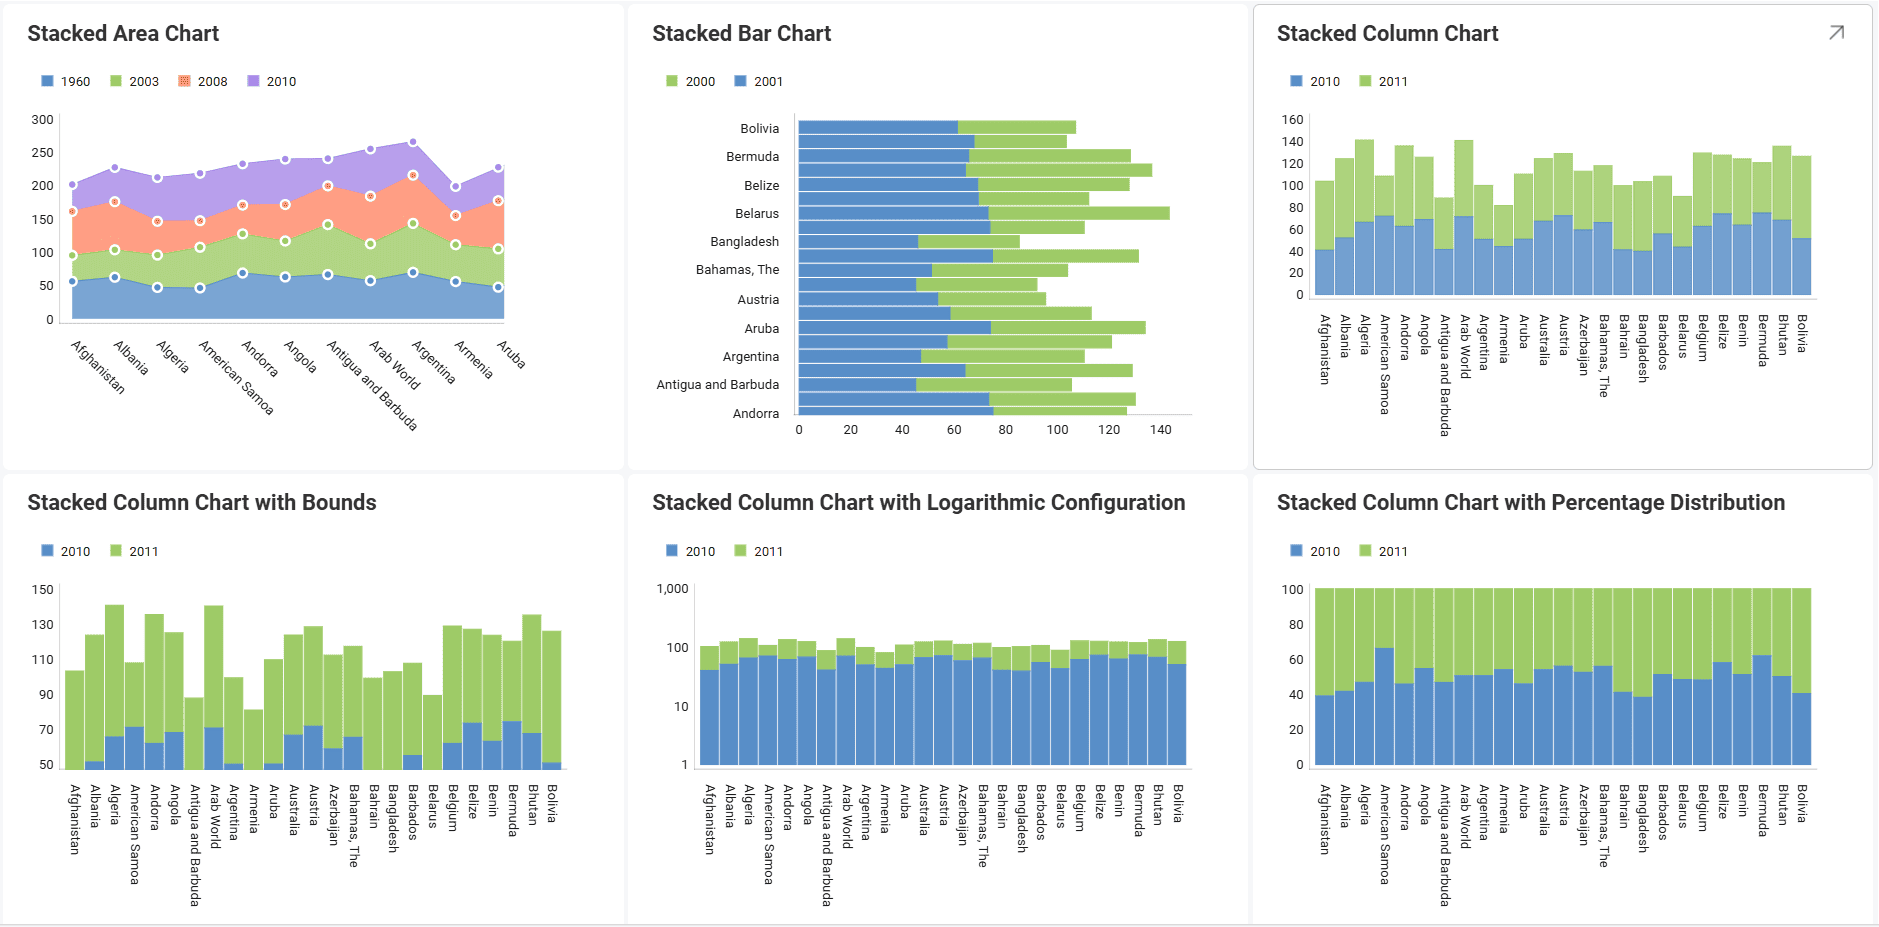 Stacked Area Chart
1960 2003 2008 2010
300
250
200
150
100
50
0
Afghanistan Albania Algeria American Samoa Andorra Angola Antigua and Barbuda Arab World Argentina Armenia Aruba
Stacked Bar Chart
2000 2001
Bolivia
Bermuda
Belize
Belarus
Bangladesh
Bahamas, The
Austria
Aruba
Argentina
Antigua and Barbuda
Andorra
0 20 40 60 80 100 120 140
Stacked Column Chart
2010 2011
160
140
120
100
80
60
40
20
0
Afghanistan Albania Algeria American Samoa Andorra Angola Antigua and Barbuda Arab World Argentina Armenia Aruba Australia Austria Azerbaijan Bahamas, The Bahrain Bangladesh Barbados Belarus Belgium Belize Benin Bermuda Bhutan Bolivia
Stacked Column Chart with Bounds
2010 2011
150
130
110
90
70
50
Afghanistan Albania Algeria American Samoa Andorra Angola Antigua and Barbuda Arab World Argentina Armenia Aruba Australia Austria Azerbaijan Bahamas, The Bahrain Bangladesh Barbados Belarus Belgium Belize Benin Bermuda Bhutan Bolivia
Stacked Column Chart with Logarithmic Configuration
2010 2011
1,000
100
10
1
Afghanistan Albania Algeria American Samoa Andorra Angola Antigua and Barbuda Arab World Argentina Armenia Aruba Australia Austria Azerbaijan Bahamas, The Bahrain Bangladesh Barbados Belarus Belgium Belize Benin Bermuda Bhutan Bolivia
Stacked Column Chart with Percentage Distribution
2010 2011
100
80
60
40
20
0
Afghanistan Albania Algeria American Samoa Andorra Angola Antigua and Barbuda Arab World Argentina Armenia Aruba Australia Austria Azerbaijan Bahamas, The Bahrain Bangladesh Barbados Belarus Belgium Belize Benin Bermuda Bhutan Bolivia